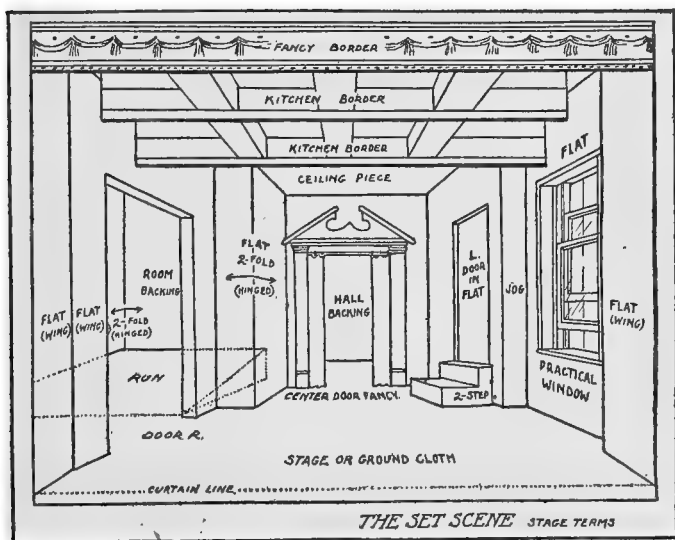 FANCY BORDER
KITCHEN BORDER
KITCHEN BORDER
CEILING PIECE
FLAT
FLAT
2-FOLD
(HINGED)
ROOM
BACKING
HALL
BACKING
L.
DOOR
IN
FLAT
JOG
FLAT
(WING)
FLAT
(WING)
FLAT
(WING)
2-FOLD
(HINGED)
PRACTICAL
WINDOW
RUN
CENTER DOOR FANCY.
2-STEP
DOOR R.
STAGE OR GROUND CLOTH
CURTAIN LINE
THE SET SCENE STAGE TERMS